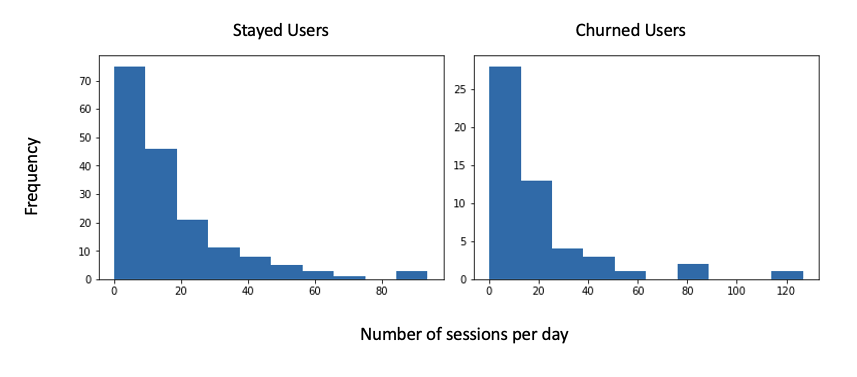 Stayed Users
Churned Users
Frequency
70
60
50
40
30
20
10
0
0 20 40 60 80
25
20
15
10
5
0
0 20 40 60 80 100 120
Number of sessions per day